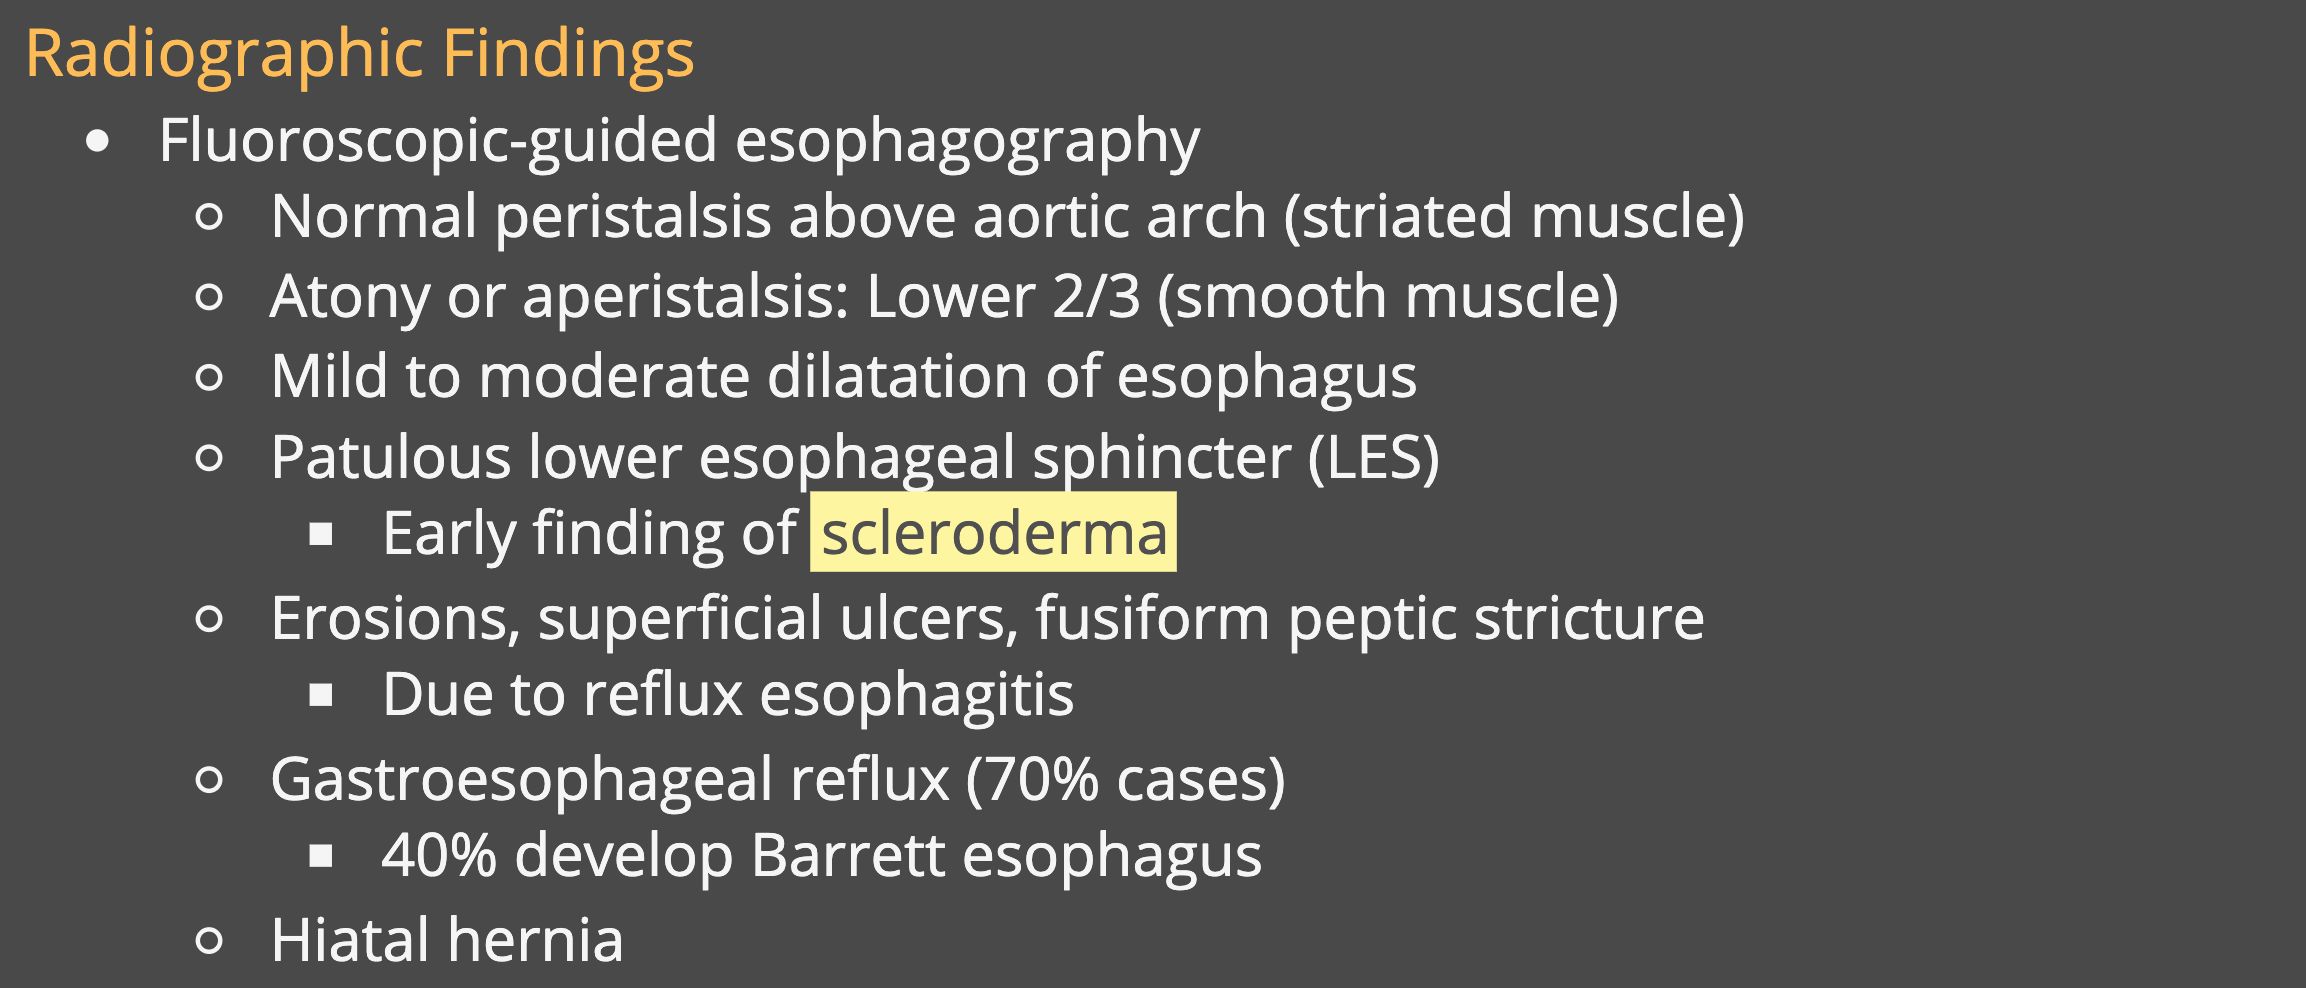 Radiographic Findings
• Fluoroscopic-guided esophagography
○ Normal peristalsis above aortic arch (striated muscle)
○ Atony or aperistalsis: Lower 2/3 (smooth muscle)
○ Mild to moderate dilatation of esophagus
○ Patulous lower esophageal sphincter (LES)
■ Early finding of scleroderma
○ Erosions, superficial ulcers, fusiform peptic stricture
■ Due to reflux esophagitis
○ Gastroesophageal reflux (70% cases)
■ 40% develop Barrett esophagus
○ Hiatal hernia